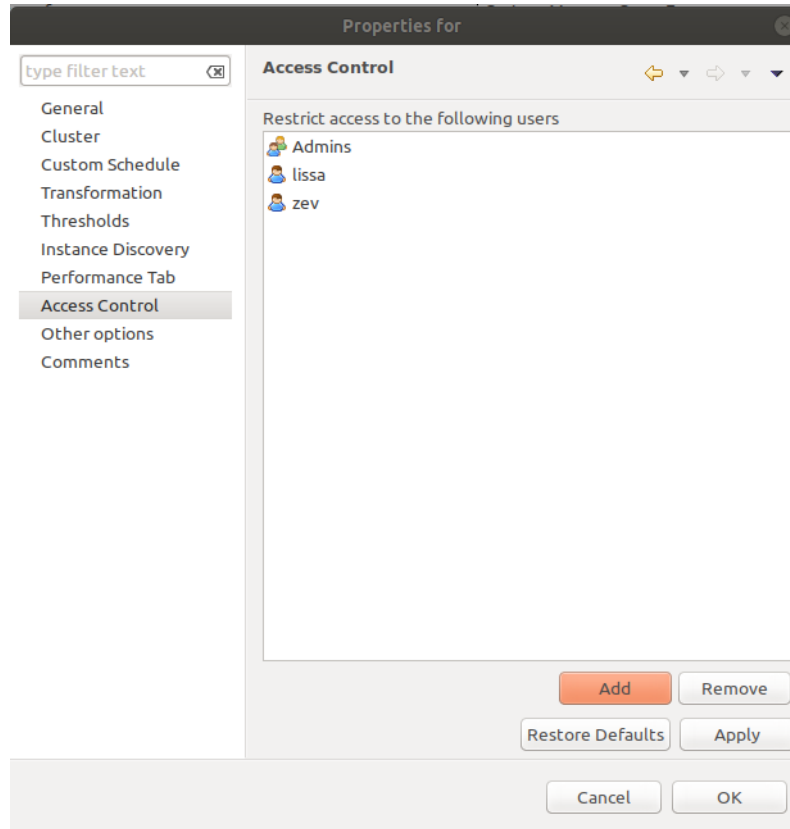 Properties for
type filter text
Access Control
General
Cluster
Custom Schedule
Transformation
Thresholds
Instance Discovery
Performance Tab
Access Control
Other options
Comments
Restrict access to the following users
Admins
lissa
zev
Add Remove
Restore Defaults Apply
Cancel OK